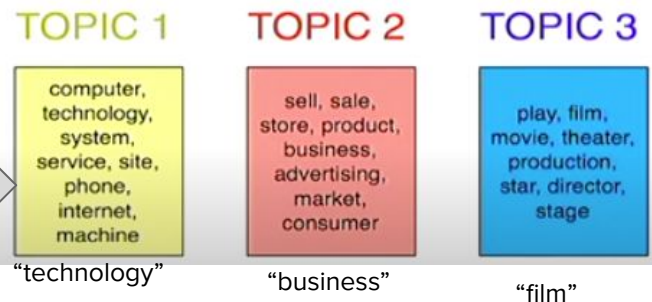 TOPIC 1
TOPIC 2
TOPIC 3
computer,
technology,
system,
service, site,
phone,
internet,
machine
sell, sale,
store, product,
business,
advertising,
market,
consumer
play, film,
movie, theater,
production,
star, director,
stage
“technology”
“business”
“film”